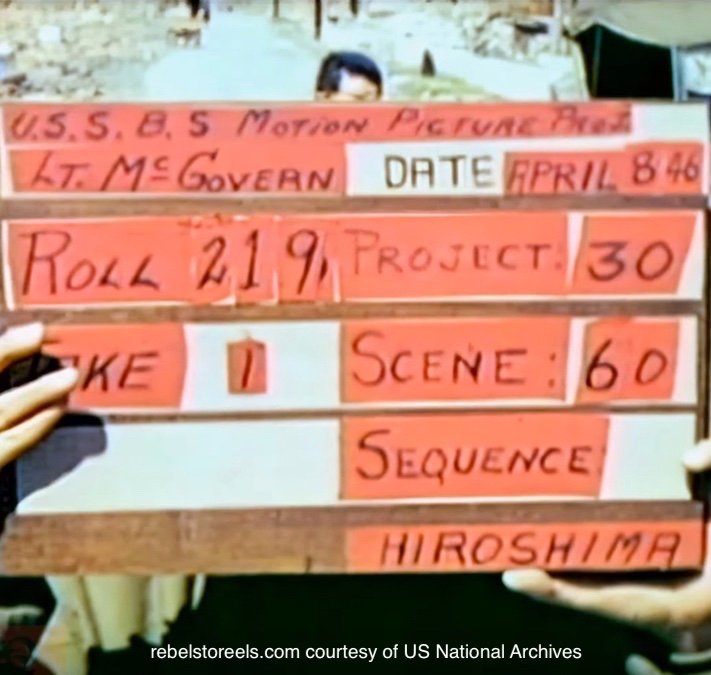 U.S.S.B.S MOTION PICTURE PROJ.
LT. McGOVERN DATE APRIL 8 46
ROLL 219 PROJECT: 30
TAKE 1 SCENE: 60
SEQUENCE
HIROSHIMA
rebelstoreels.com courtesy of US National Archives